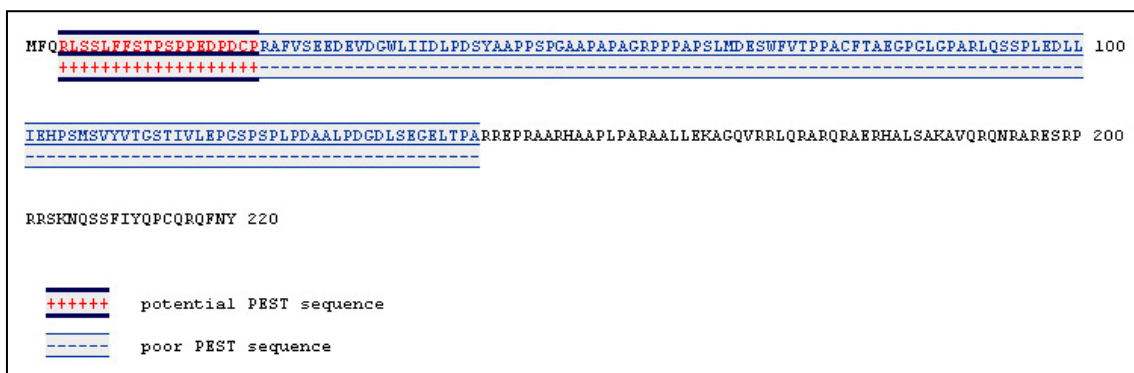 MFQRLSSLFFSTPSPPEDPDCPRAFVSEEDEVDGWLIIDLPDSYAAPPSPGAAPAPAGRPPPAPSLMDESWFVTPPACFTAEGPGLGPARLQSSPLEDLL 100
+++++++++++++++++++------------------------------------------------------------------------------
IEHPSMSVYVTGSTIVLEPGSPSPLPDAALPDGDLSEGELTPARREPRAARHAAPLPARAALLEKAGQVRRLQRARQRAERHALSAKAVQRQNRARESRP 200
-------------------------------------------
RRSKNQSSFIYQPCQRQFNY 220
++++++ potential PEST sequence
------ poor PEST sequence